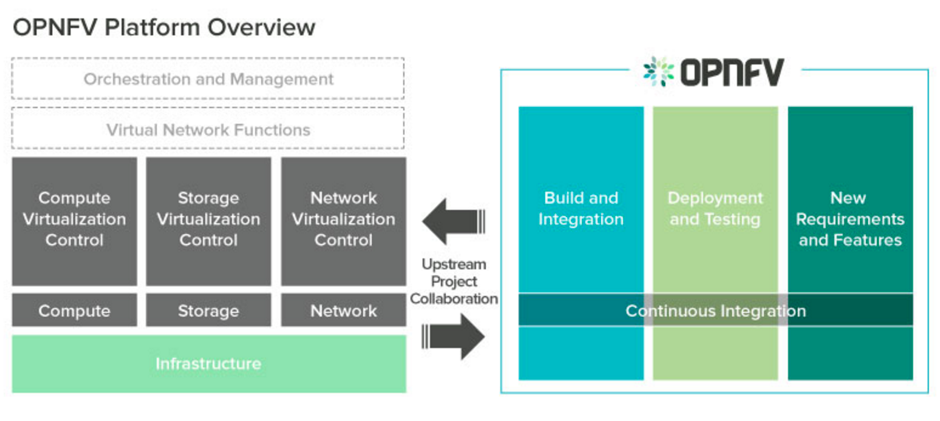 OPNFV Platform Overview
Orchestration and Management
Virtual Network Functions
Compute
Virtualization
Control
Storage
Virtualization
Control
Network
Virtualization
Control
Compute
Storage
Network
Infrastructure
Upstream
Project
Collaboration
OPNFV
Build and
Integration
Deployment
and Testing
New
Requirements
and Features
Continuous Integration